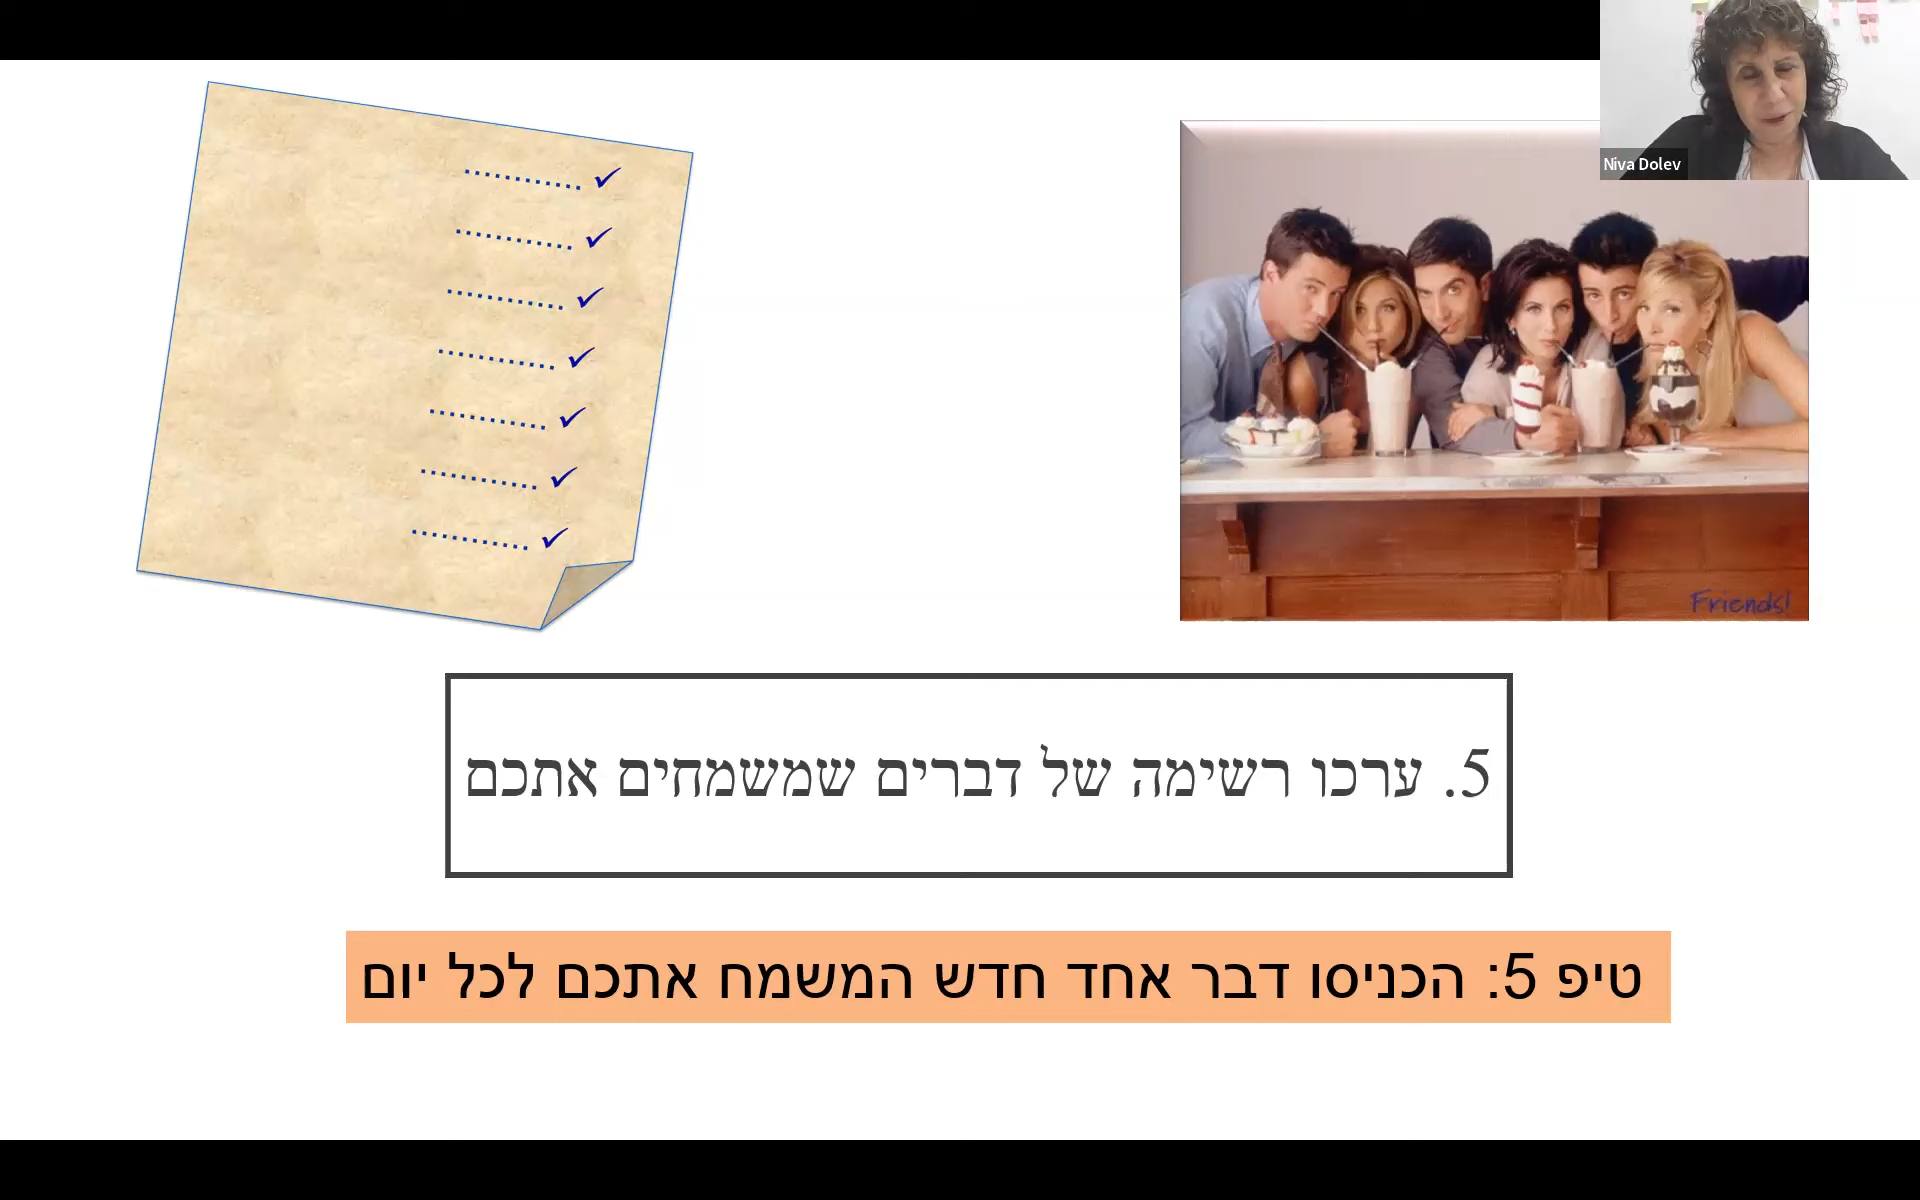 Niva Dolev
Friends!
5. ערכו רשימה של דברים שמשמחים אתכם
טיפ 5: הכניסו דבר אחד חדש המשמח אתכם לכל יום